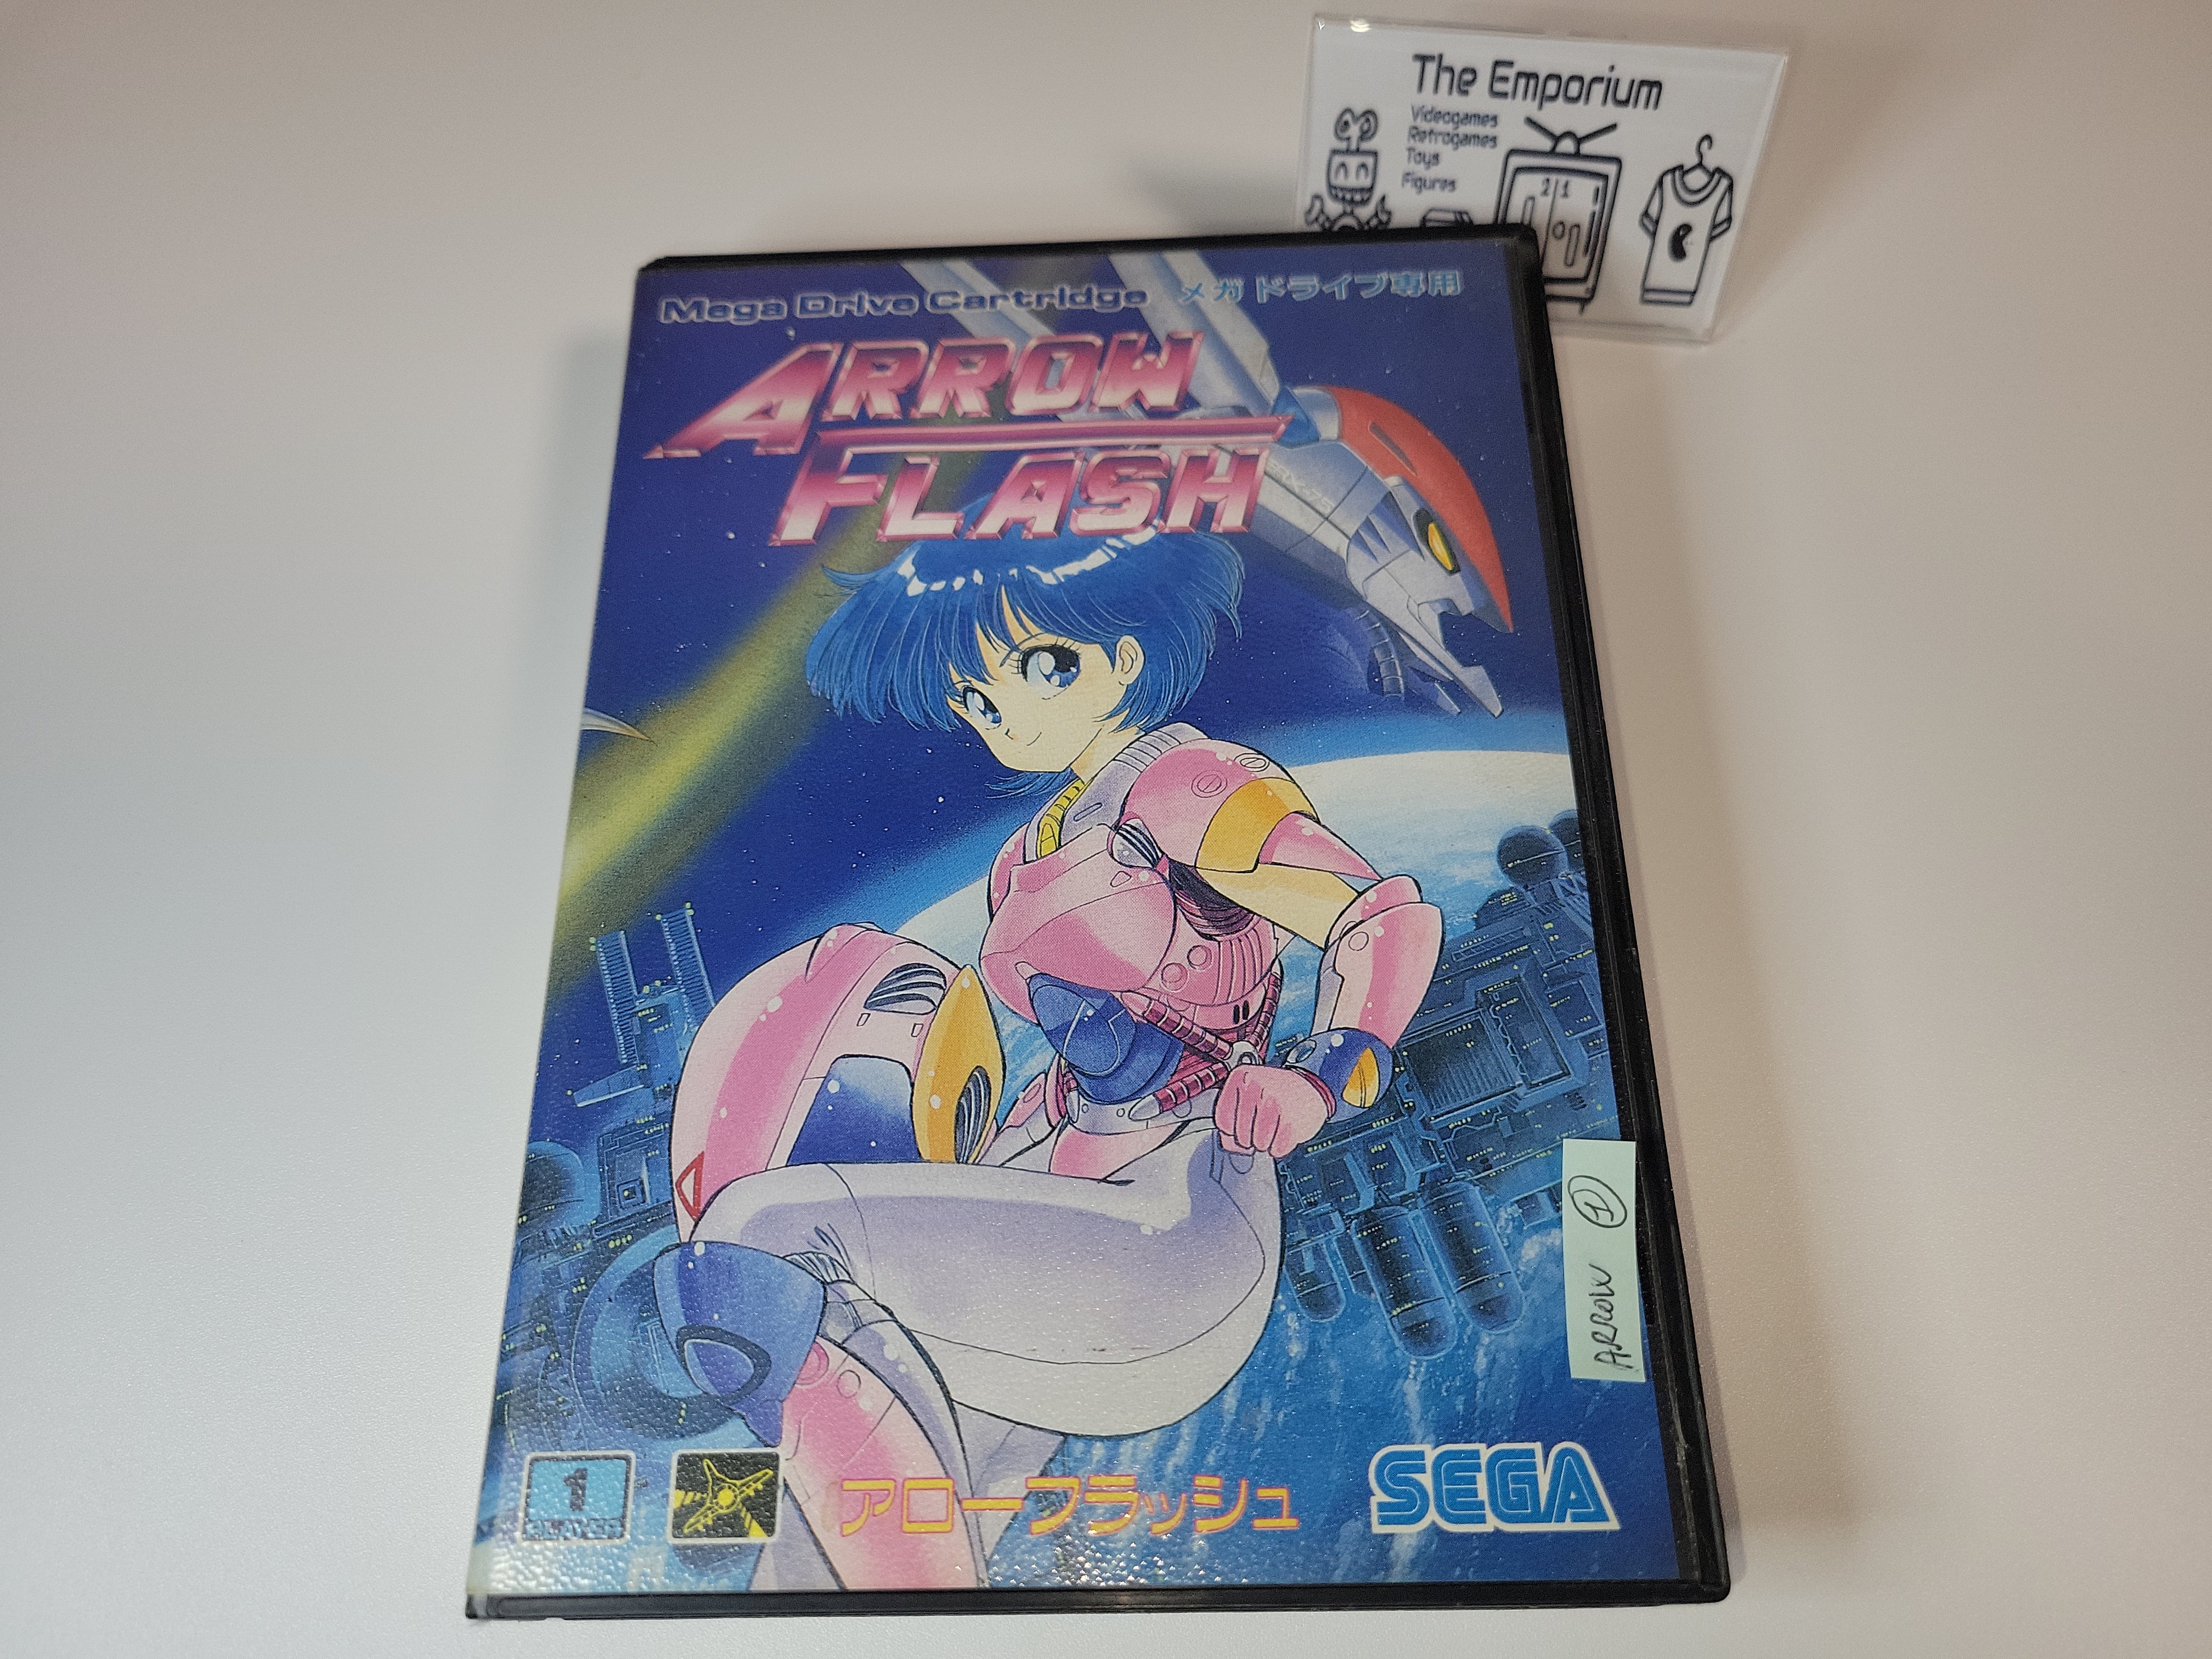 The Emporium
Videogames
Retrogames
Toys
Figures
21
Mega Drive Cartridge メガドライブ専用
ARROW
FLASH
ARROW 1
1
PLAYER
アローフラッシュ
SEGA